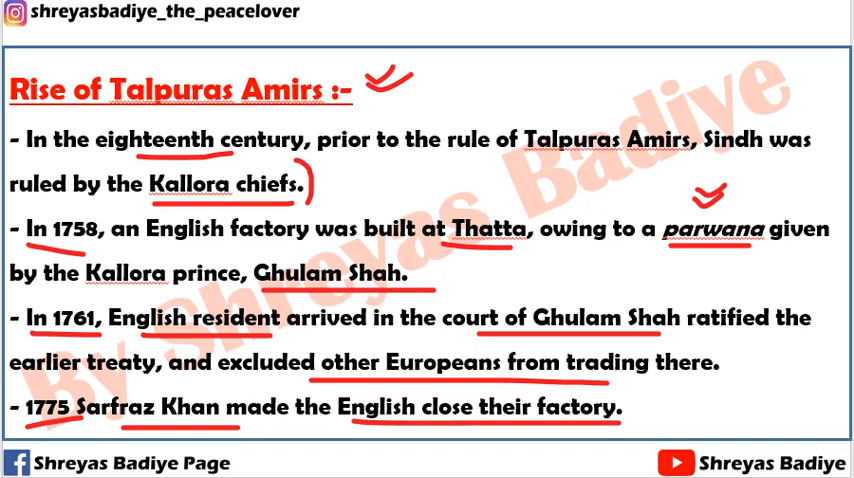 shreyasbadiye_the_peacelover
Rise of Talpuras Amirs :-
- In the eighteenth century, prior to the rule of Talpuras Amirs, Sindh was
ruled by the Kallora chiefs.
- In 1758, an English factory was built at Thatta, owing to a parwana given
by the Kallora prince, Ghulam Shah.
- In 1761, English resident arrived in the court of Ghulam Shah ratified the
earlier treaty, and excluded other Europeans from trading there.
- 1775 Sarfraz Khan made the English close their factory.
By Shreyas Badiye
Shreyas Badiye Page
Shreyas Badiye